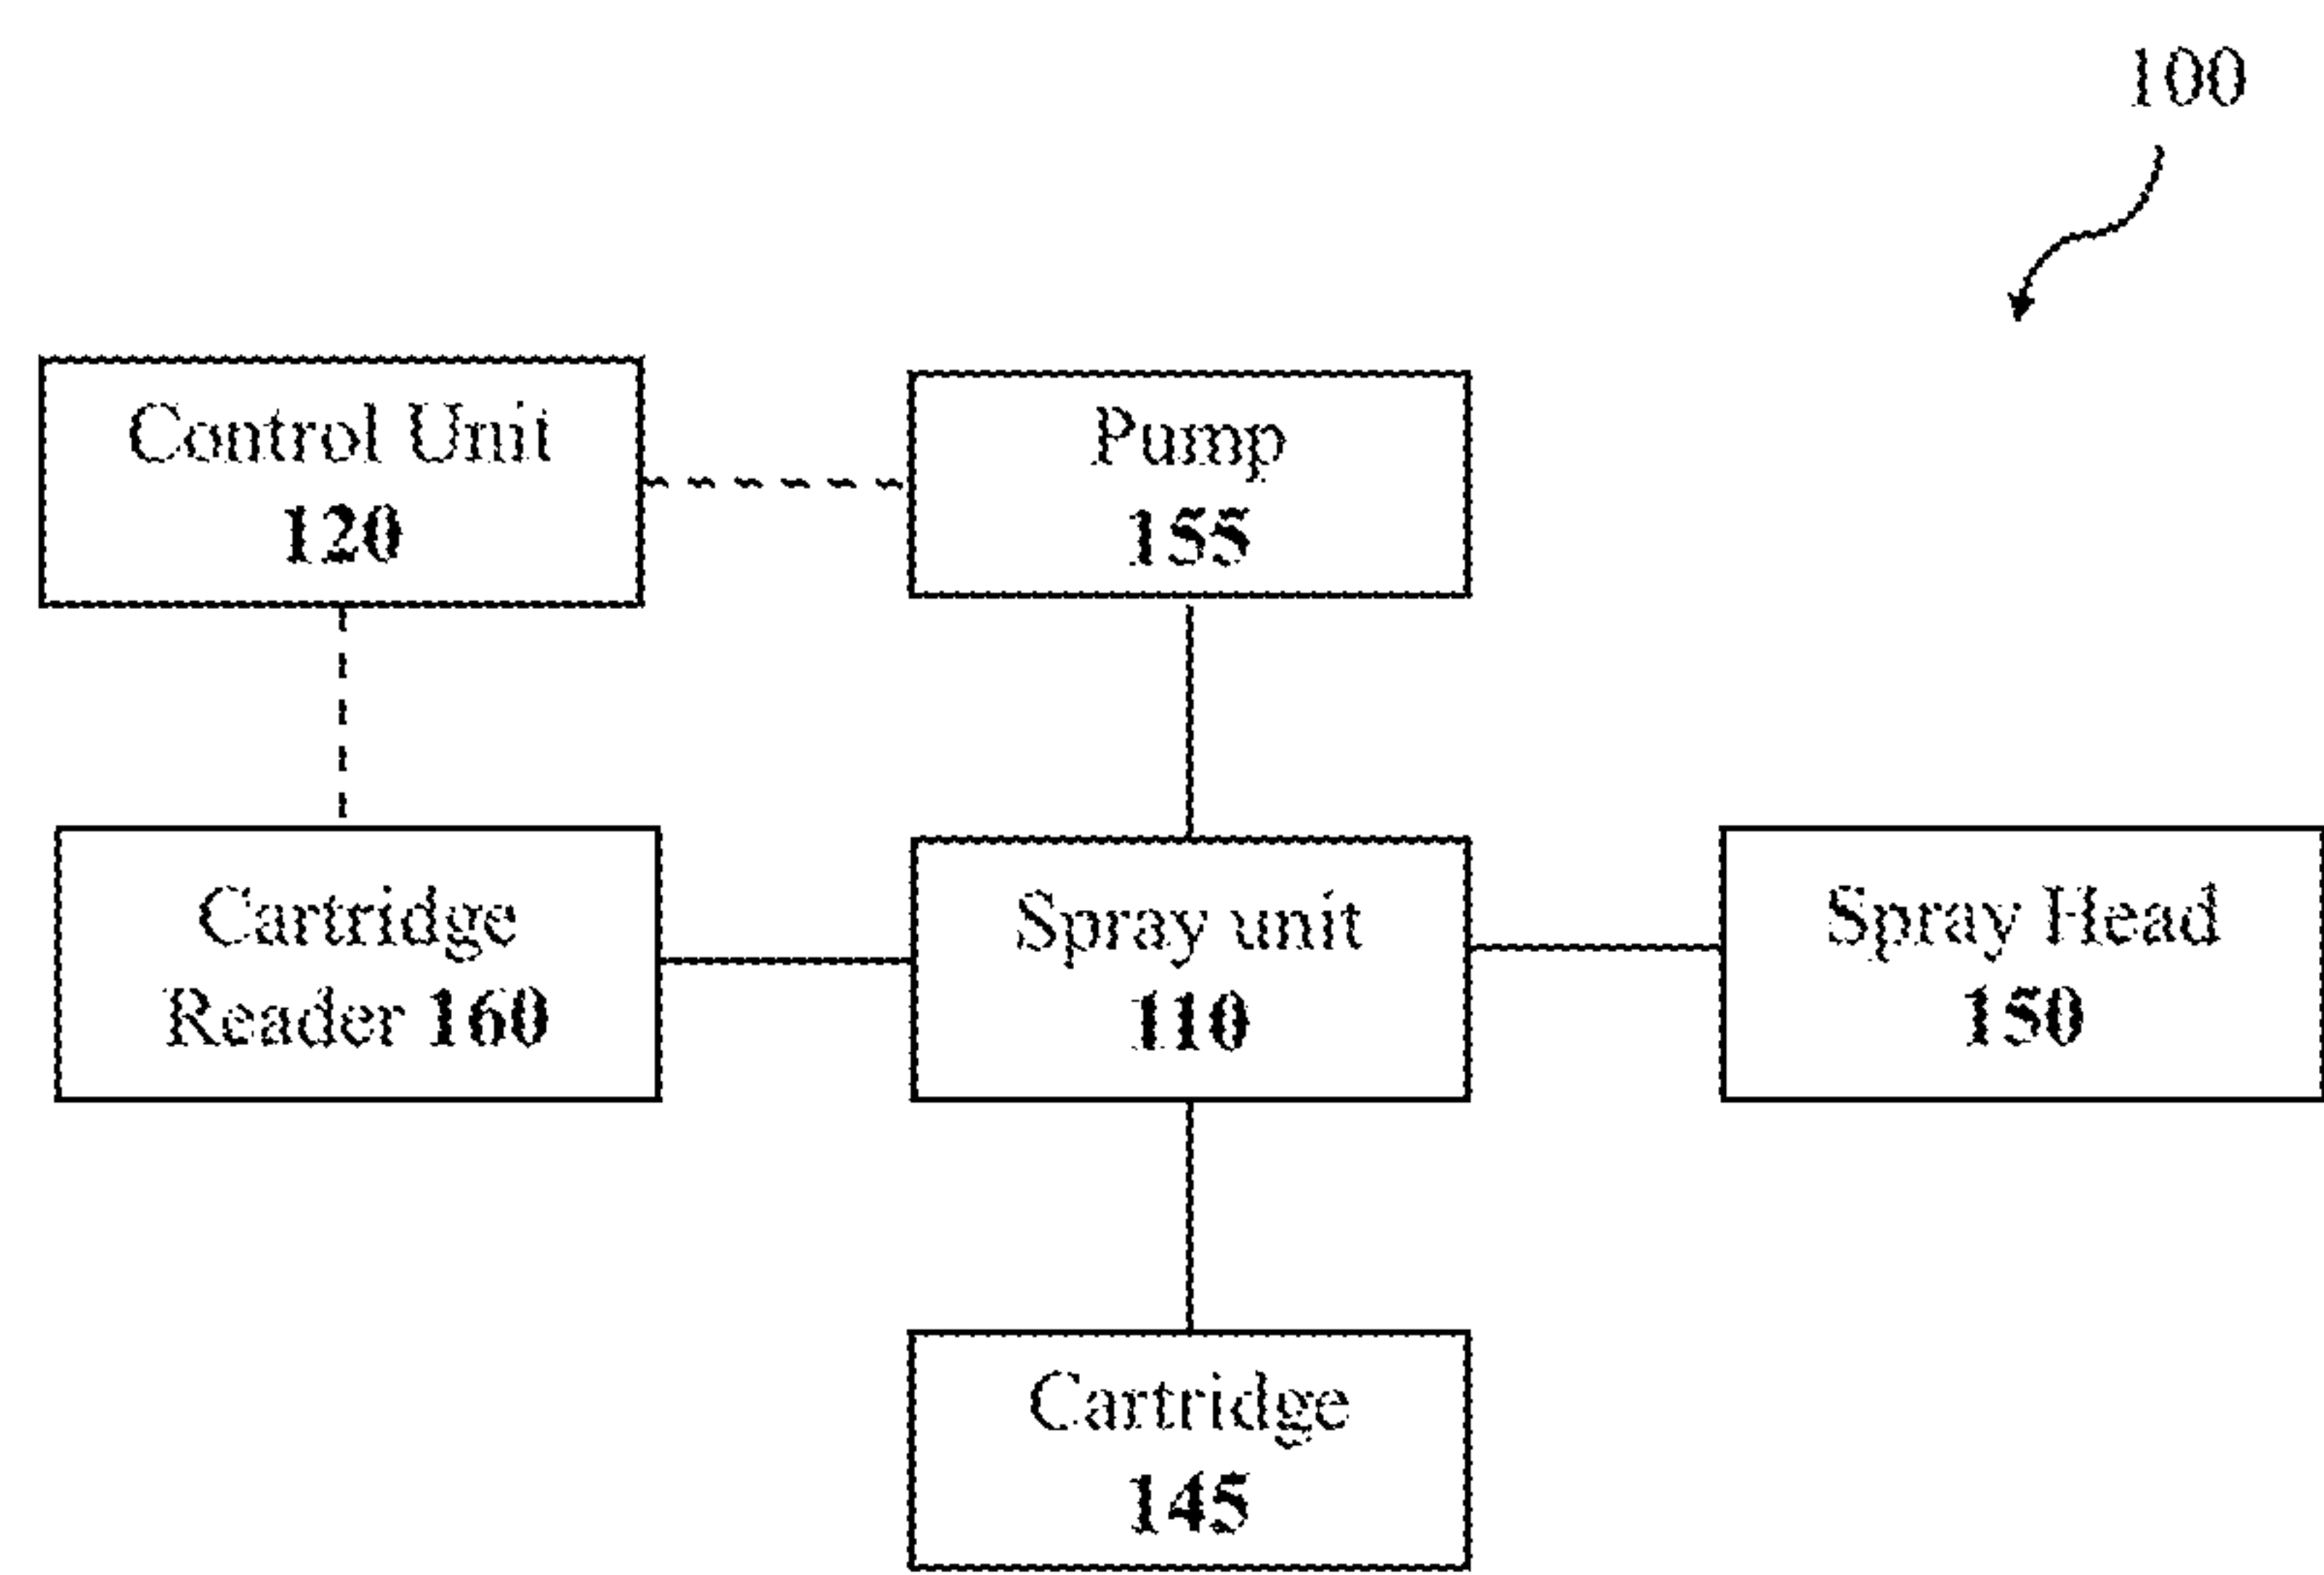 100
Control Unit
120
Pump
155
Cartridge
Reader 160
Spray unit
110
Spray Head
150
Cartridge
145